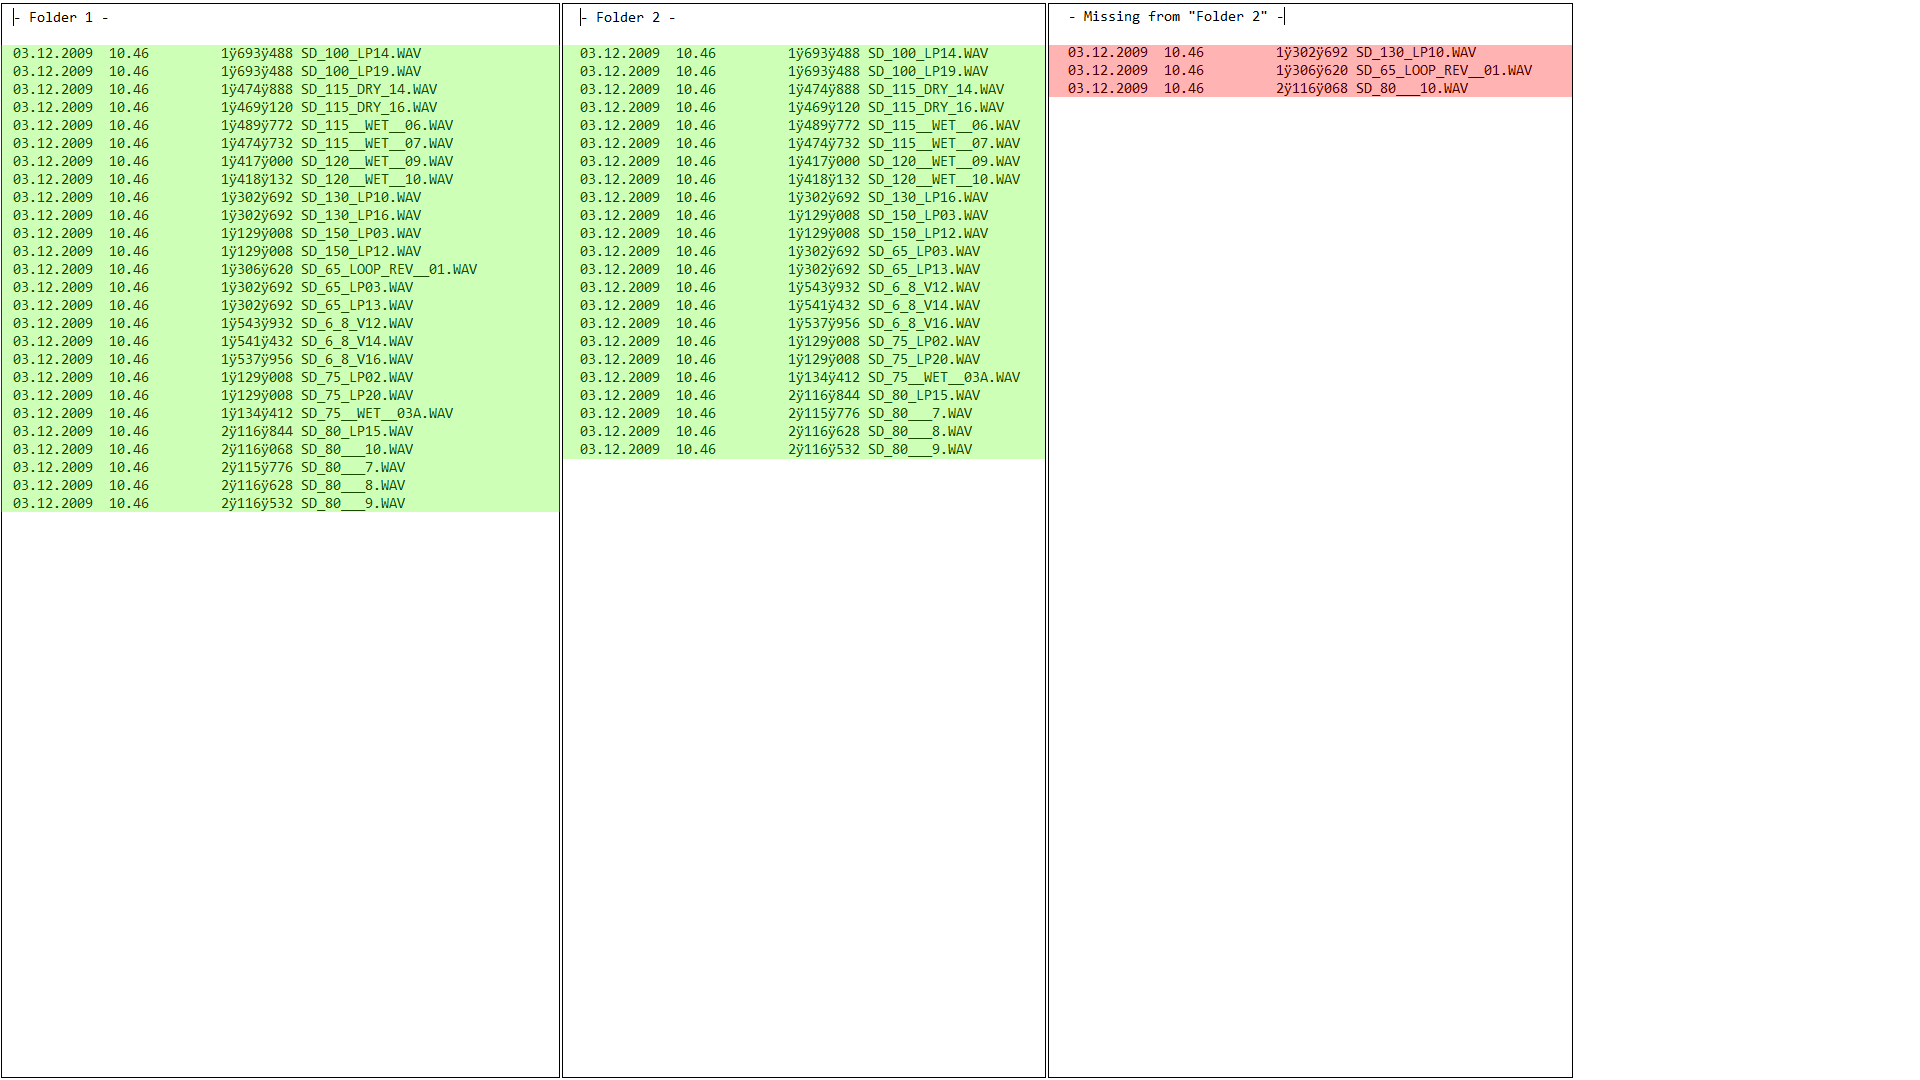 - Folder 1 -
03.12.2009  10.46         1ÿ693ÿ488 SD_100_LP14.WAV
03.12.2009  10.46         1ÿ693ÿ488 SD_100_LP19.WAV
03.12.2009  10.46         1ÿ474ÿ888 SD_115_DRY_14.WAV
03.12.2009  10.46         1ÿ469ÿ120 SD_115_DRY_16.WAV
03.12.2009  10.46         1ÿ489ÿ772 SD_115__WET__06.WAV
03.12.2009  10.46         1ÿ474ÿ732 SD_115__WET__07.WAV
03.12.2009  10.46         1ÿ417ÿ000 SD_120__WET__09.WAV
03.12.2009  10.46         1ÿ418ÿ132 SD_120__WET__10.WAV
03.12.2009  10.46         1ÿ302ÿ692 SD_130_LP10.WAV
03.12.2009  10.46         1ÿ302ÿ692 SD_130_LP16.WAV
03.12.2009  10.46         1ÿ129ÿ008 SD_150_LP03.WAV
03.12.2009  10.46         1ÿ129ÿ008 SD_150_LP12.WAV
03.12.2009  10.46         1ÿ306ÿ620 SD_65_LOOP_REV__01.WAV
03.12.2009  10.46         1ÿ302ÿ692 SD_65_LP03.WAV
03.12.2009  10.46         1ÿ302ÿ692 SD_65_LP13.WAV
03.12.2009  10.46         1ÿ543ÿ932 SD_6_8_V12.WAV
03.12.2009  10.46         1ÿ541ÿ432 SD_6_8_V14.WAV
03.12.2009  10.46         1ÿ537ÿ956 SD_6_8_V16.WAV
03.12.2009  10.46         1ÿ129ÿ008 SD_75_LP02.WAV
03.12.2009  10.46         1ÿ129ÿ008 SD_75_LP20.WAV
03.12.2009  10.46         1ÿ134ÿ412 SD_75__WET__03A.WAV
03.12.2009  10.46         2ÿ116ÿ844 SD_80_LP15.WAV
03.12.2009  10.46         2ÿ116ÿ068 SD_80___10.WAV
03.12.2009  10.46         2ÿ115ÿ776 SD_80___7.WAV
03.12.2009  10.46         2ÿ116ÿ628 SD_80___8.WAV
03.12.2009  10.46         2ÿ116ÿ532 SD_80___9.WAV
- Folder 2 -
03.12.2009  10.46         1ÿ693ÿ488 SD_100_LP14.WAV
03.12.2009  10.46         1ÿ693ÿ488 SD_100_LP19.WAV
03.12.2009  10.46         1ÿ474ÿ888 SD_115_DRY_14.WAV
03.12.2009  10.46         1ÿ469ÿ120 SD_115_DRY_16.WAV
03.12.2009  10.46         1ÿ489ÿ772 SD_115__WET__06.WAV
03.12.2009  10.46         1ÿ474ÿ732 SD_115__WET__07.WAV
03.12.2009  10.46         1ÿ417ÿ000 SD_120__WET__09.WAV
03.12.2009  10.46         1ÿ418ÿ132 SD_120__WET__10.WAV
03.12.2009  10.46         1ÿ302ÿ692 SD_130_LP16.WAV
03.12.2009  10.46         1ÿ129ÿ008 SD_150_LP03.WAV
03.12.2009  10.46         1ÿ129ÿ008 SD_150_LP12.WAV
03.12.2009  10.46         1ÿ302ÿ692 SD_65_LP03.WAV
03.12.2009  10.46         1ÿ302ÿ692 SD_65_LP13.WAV
03.12.2009  10.46         1ÿ543ÿ932 SD_6_8_V12.WAV
03.12.2009  10.46         1ÿ541ÿ432 SD_6_8_V14.WAV
03.12.2009  10.46         1ÿ537ÿ956 SD_6_8_V16.WAV
03.12.2009  10.46         1ÿ129ÿ008 SD_75_LP02.WAV
03.12.2009  10.46         1ÿ129ÿ008 SD_75_LP20.WAV
03.12.2009  10.46         1ÿ134ÿ412 SD_75__WET__03A.WAV
03.12.2009  10.46         2ÿ116ÿ844 SD_80_LP15.WAV
03.12.2009  10.46         2ÿ115ÿ776 SD_80___7.WAV
03.12.2009  10.46         2ÿ116ÿ628 SD_80___8.WAV
03.12.2009  10.46         2ÿ116ÿ532 SD_80___9.WAV
- Missing from "Folder 2" -
03.12.2009  10.46         1ÿ302ÿ692 SD_130_LP10.WAV
03.12.2009  10.46         1ÿ306ÿ620 SD_65_LOOP_REV__01.WAV
03.12.2009  10.46         2ÿ116ÿ068 SD_80___10.WAV